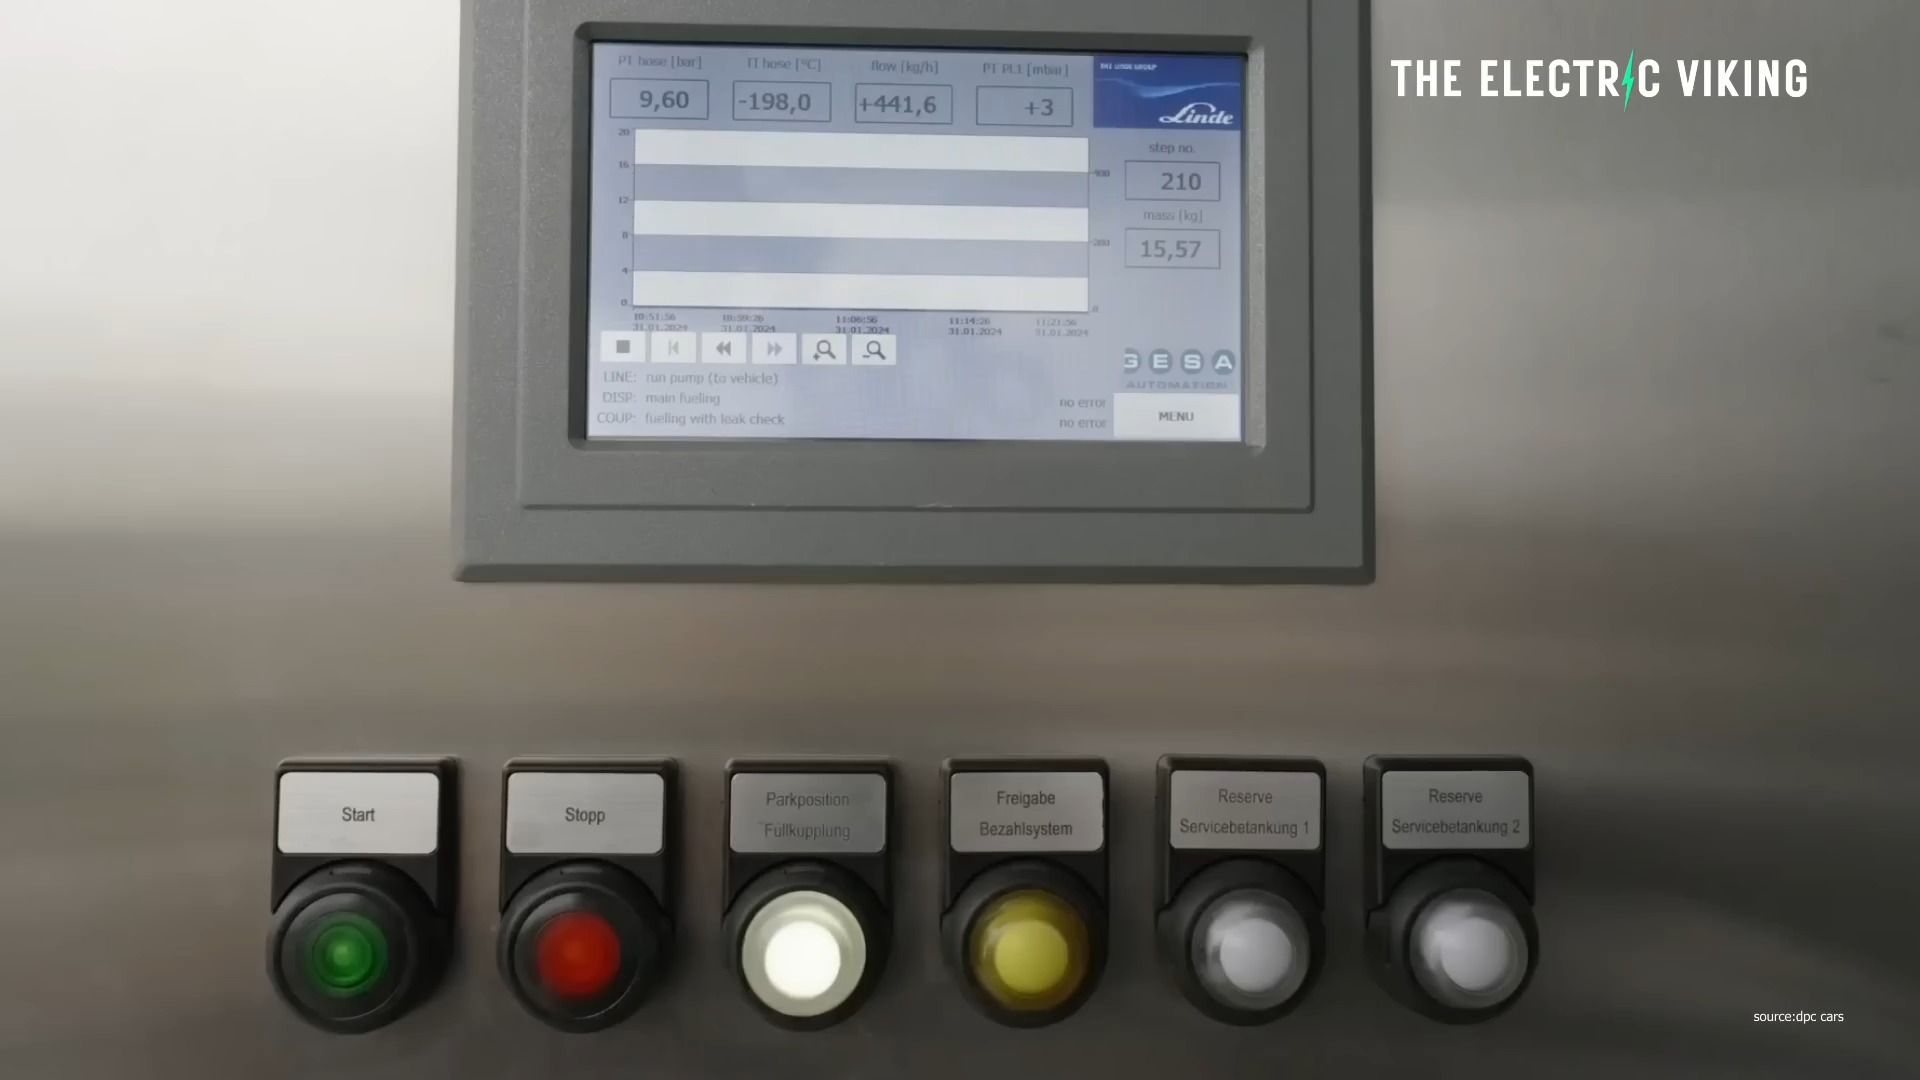 THE ELECTRIC VIKING
PT hose [bar]
TT hose [°C]
flow [kg/h]
PT PL1 [mbar]
THE LINDE GROUP
Linde
9,60
-198,0
+441,6
+3
step no.
210
mass [kg]
15,57
20
16
12
8
4
0
400
200
0
10:51:56
31.01.2024
10:59:26
31.01.2024
11:06:56
31.01.2024
11:14:26
31.01.2024
11:21:56
31.01.2024
GESA
AUTOMATION
LINE: run pump (to vehicle)
DISP: main fueling
no error
COUP: fueling with leak check
no error
MENU
Start
Stopp
Parkposition
Füllkupplung
Freigabe
Bezahlsystem
Reserve
Servicebetankung 1
Reserve
Servicebetankung 2
source:dpc cars